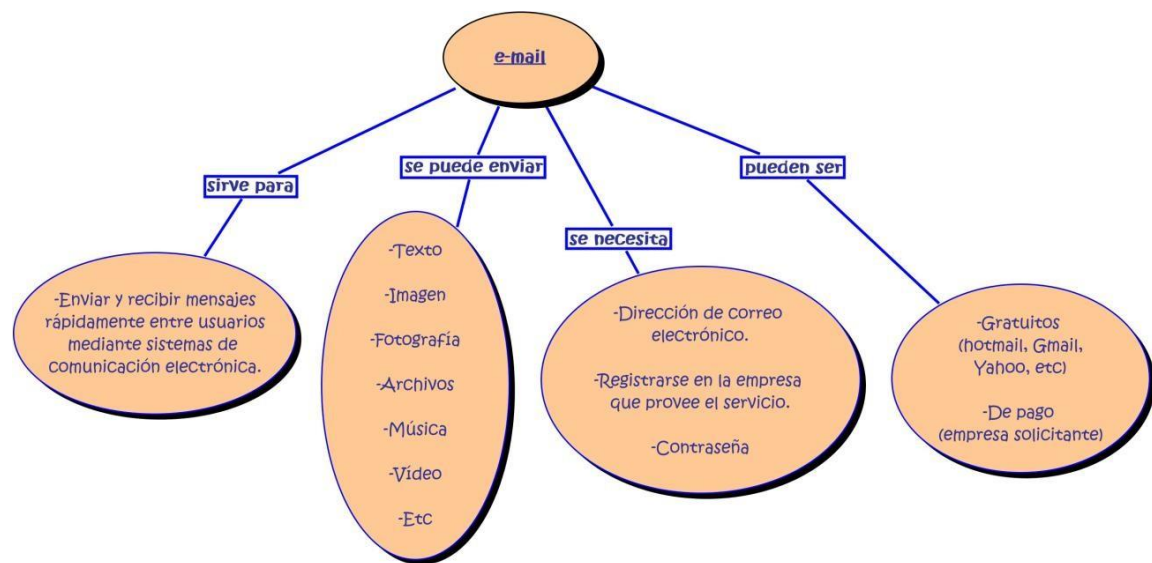 e-mail
sirve para
-Enviar y recibir mensajes
rápidamente entre usuarios
mediante sistemas de
comunicación electrónica.
se puede enviar
-Texto
-Imagen
-Fotografía
-Archivos
-Música
-Vídeo
-Etc
se necesita
-Dirección de correo
electrónico.
-Registrarse en la empresa
que provee el servicio.
-Contraseña
pueden ser
-Gratuitos
(hotmail, Gmail,
Yahoo, etc)
-De pago
(empresa solicitante)